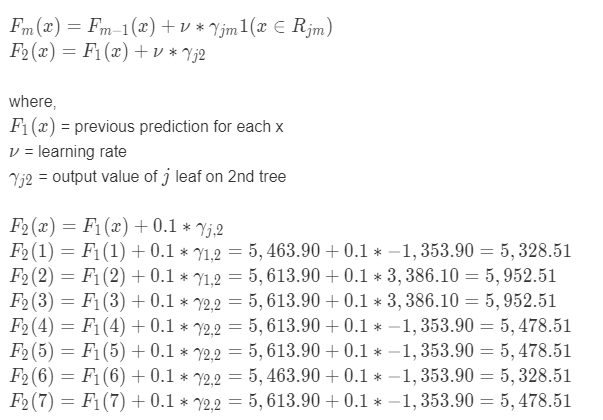 F_m(x) = F_{m−1}(x) + ν * γ_{jm}1(x ∈ R_{jm})
F_2(x) = F_1(x) + ν * γ_{j2}
where,
F_1(x) = previous prediction for each x
ν = learning rate
γ_{j2} = output value of j leaf on 2nd tree
F_2(x) = F_1(x) + 0.1 * γ_{j,2}
F_2(1) = F_1(1) + 0.1 * γ_{1,2} = 5,463.90 + 0.1 * −1,353.90 = 5,328.51
F_2(2) = F_1(2) + 0.1 * γ_{1,2} = 5,613.90 + 0.1 * 3,386.10 = 5,952.51
F_2(3) = F_1(3) + 0.1 * γ_{2,2} = 5,613.90 + 0.1 * 3,386.10 = 5,952.51
F_2(4) = F_1(4) + 0.1 * γ_{2,2} = 5,613.90 + 0.1 * −1,353.90 = 5,478.51
F_2(5) = F_1(5) + 0.1 * γ_{2,2} = 5,613.90 + 0.1 * −1,353.90 = 5,478.51
F_2(6) = F_1(6) + 0.1 * γ_{2,2} = 5,463.90 + 0.1 * −1,353.90 = 5,328.51
F_2(7) = F_1(7) + 0.1 * γ_{2,2} = 5,613.90 + 0.1 * −1,353.90 = 5,478.51